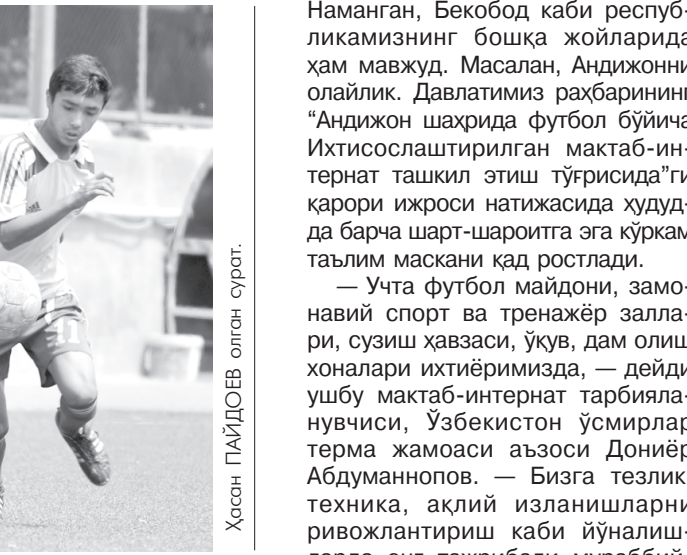 Ҳасан ПАЙДОЕВ олган сурат.
Наманган, Бекобод каби респуб-
ликамизнинг бошқа жойларида
ҳам мавжуд. Масалан, Андижонни
олайлик. Давлатимиз раҳбарининг
“Андижон шаҳрида футбол бўйича
Ихтисослаштирилган мактаб-ин-
тернат ташкил этиш тўғрисида”ги
қарори ижроси натижасида ҳудуд-
да барча шарт-шароитга эга кўркам
таълим маскани қад ростлади.
— Учта футбол майдони, замо-
навий спорт ва тренажёр залла-
ри, сузиш ҳавзаси, ўқув, дам олиш
хоналари ихтиёримизда, — дейди
ушбу мактаб-интернат тарбияла-
нувчиси, Ўзбекистон ўсмирлар
терма жамоаси аъзоси Дониёр
Абдуманнопов. — Бизга тезлик,
техника, ақлий изланишларни
ривожлантириш каби йўналиш-